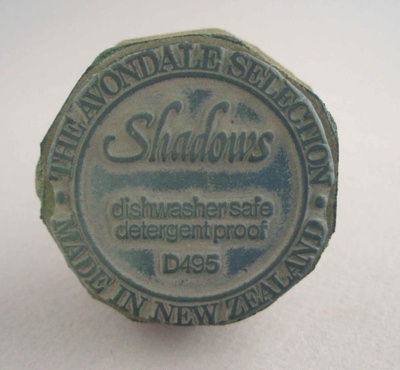 THE AVONDALE SELECTION
Shadows
dishwasher safe
detergent proof
D495
• MADE IN NEW ZEALAND •